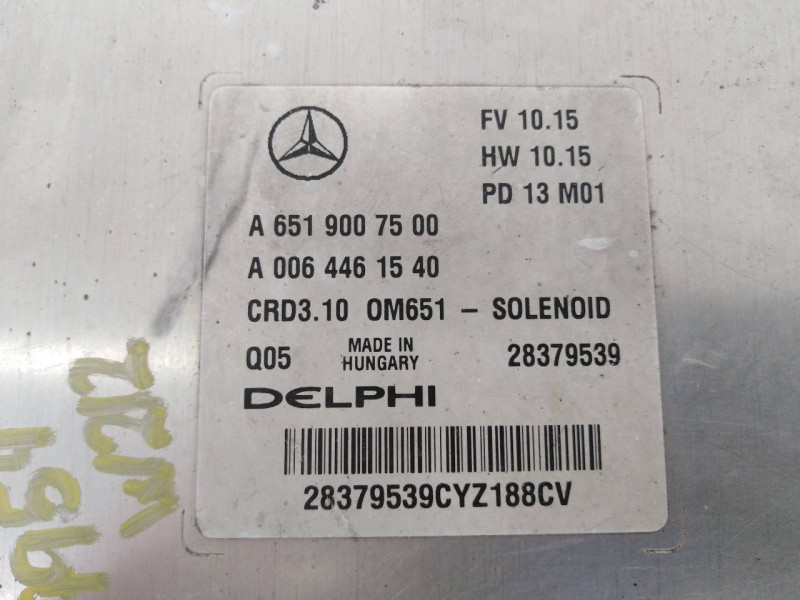 FV 10.15
HW 10.15
PD 13 M01
A 651 900 75 00
A 006 446 15 40
CRD3.10 OM651 – SOLENOID
Q05 MADE IN HUNGARY 28379539
DELPHI
28379539CYZ188CV
W212